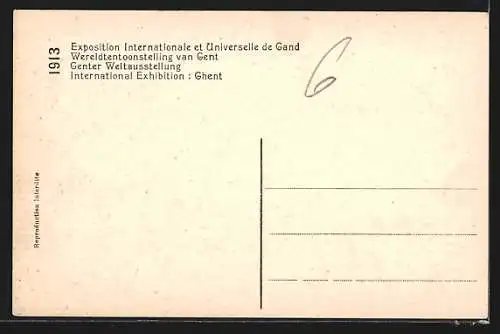 1913
Exposition Internationale et Universelle de Gand
Wereldtentoonstelling van Gent
Genter Weltausstellung
International Exhibition : Ghent
6
Reproduction Interdite